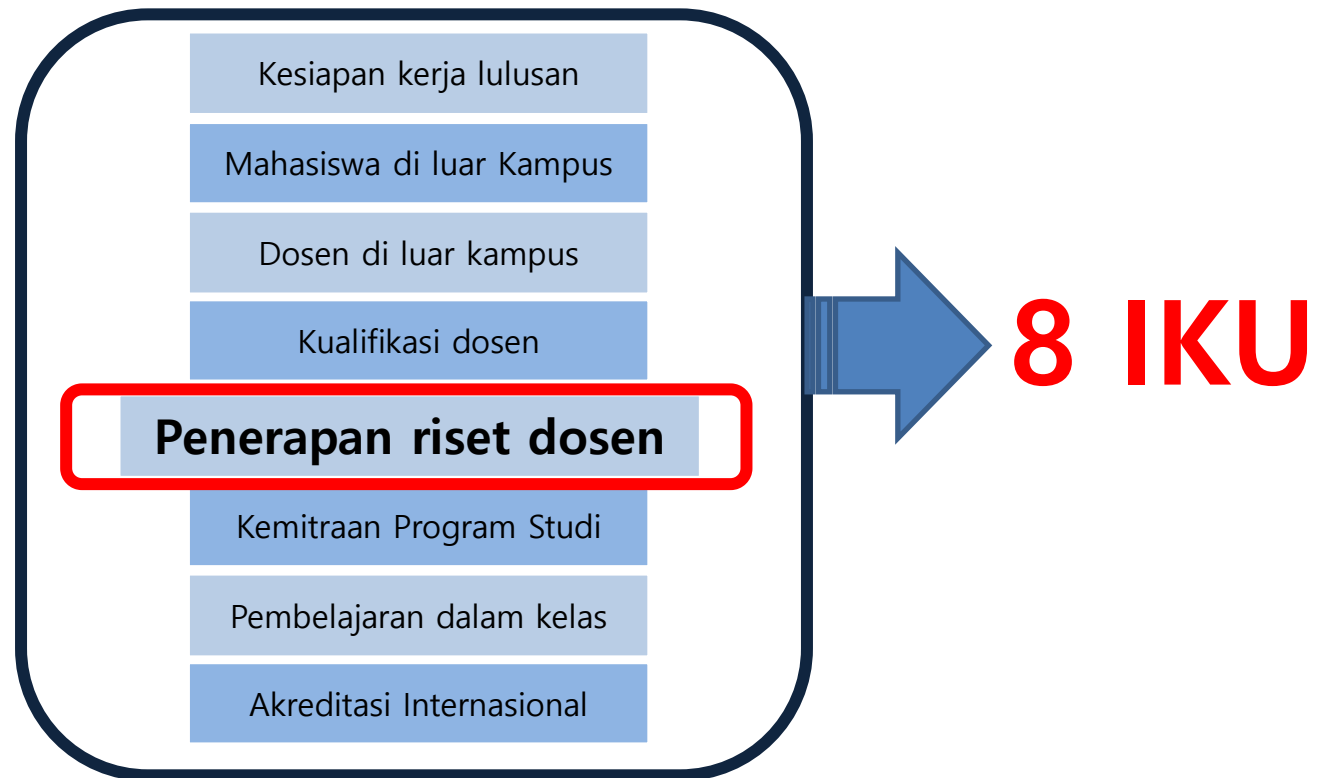 Kesiapan kerja lulusan
Mahasiswa di luar Kampus
Dosen di luar kampus
Kualifikasi dosen
Penerapan riset dosen
Kemitraan Program Studi
Pembelajaran dalam kelas
Akreditasi Internasional
8 IKU